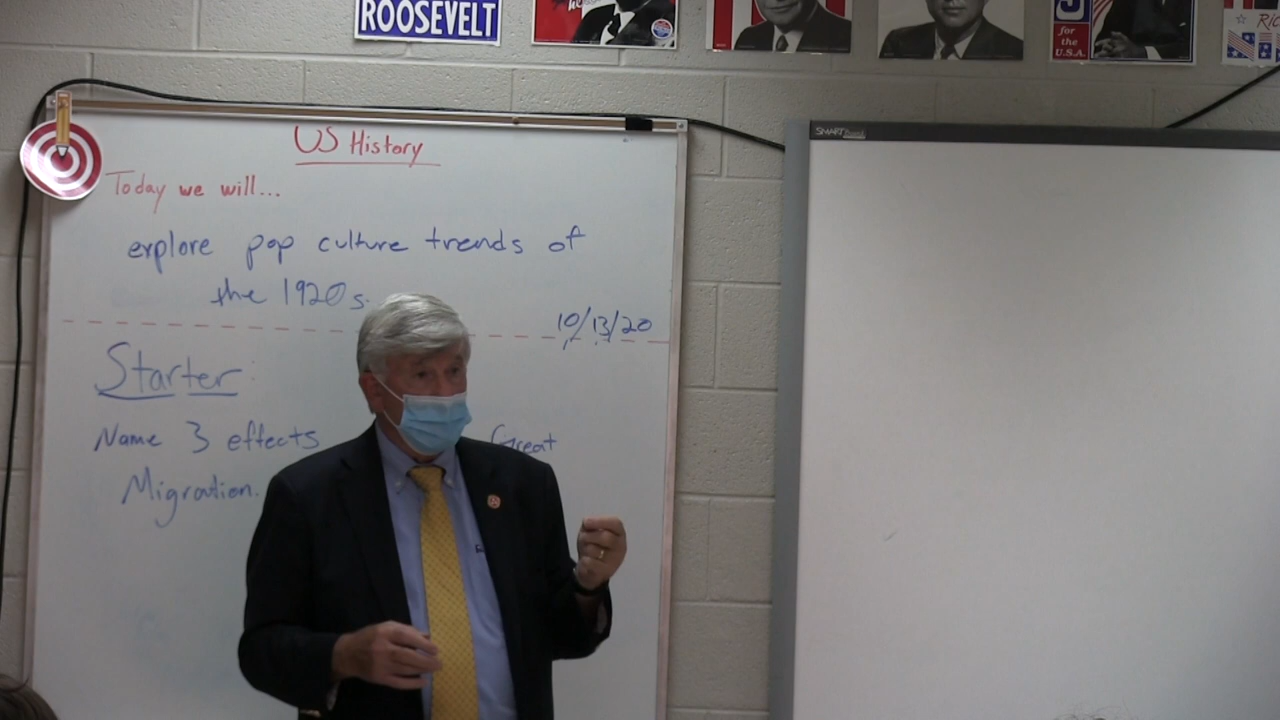 ROOSEVELT
for the
U.S.A.
SMART
US History
Today we will...
explore pop culture trends of
the 1920s.
10/13/20
Starter:
Name 3 effects Great
Migration.